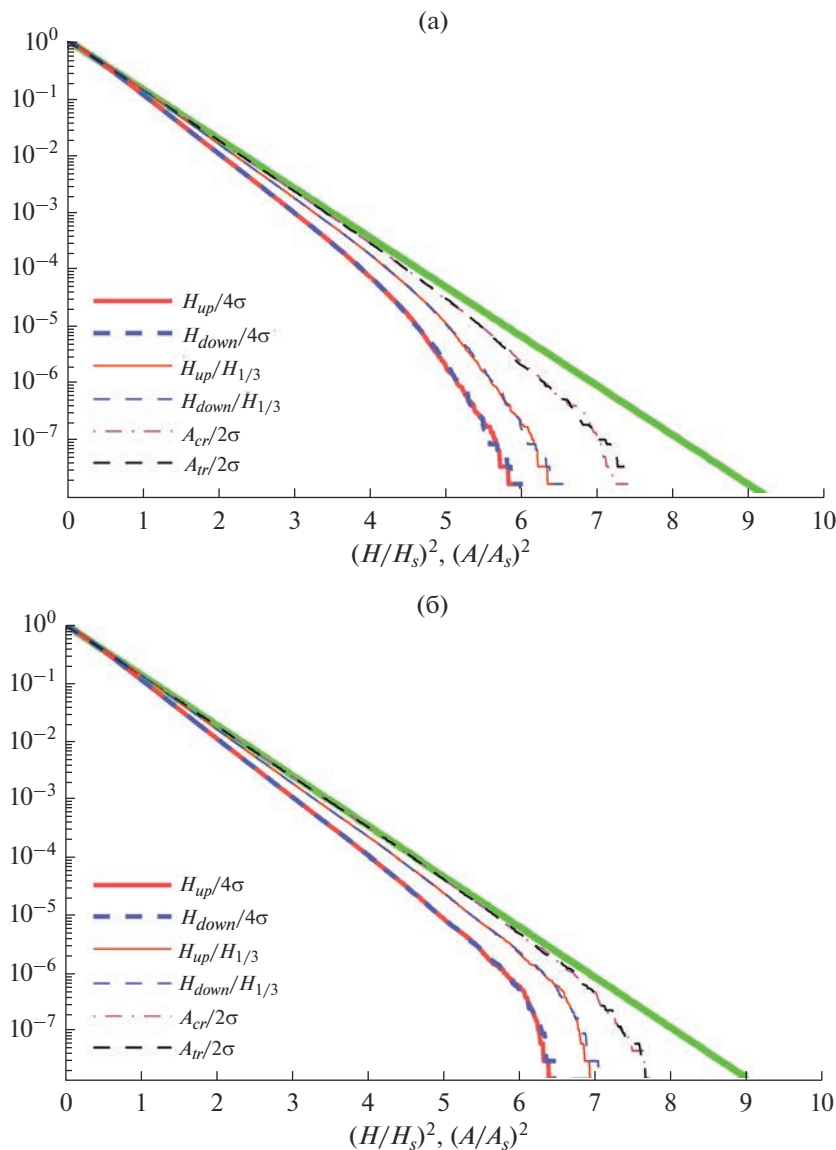 (а)
10⁰
10⁻¹
10⁻²
10⁻³
10⁻⁴
10⁻⁵
10⁻⁶
10⁻⁷
H_up/4σ
H_down/4σ
H_up/H_1/3
H_down/H_1/3
A_cr/2σ
A_tr/2σ
0 1 2 3 4 5 6 7 8 9 10
(H/H_s)², (A/A_s)²
(б)
10⁰
10⁻¹
10⁻²
10⁻³
10⁻⁴
10⁻⁵
10⁻⁶
10⁻⁷
H_up/4σ
H_down/4σ
H_up/H_1/3
H_down/H_1/3
A_cr/2σ
A_tr/2σ
0 1 2 3 4 5 6 7 8 9 10
(H/H_s)², (A/A_s)²